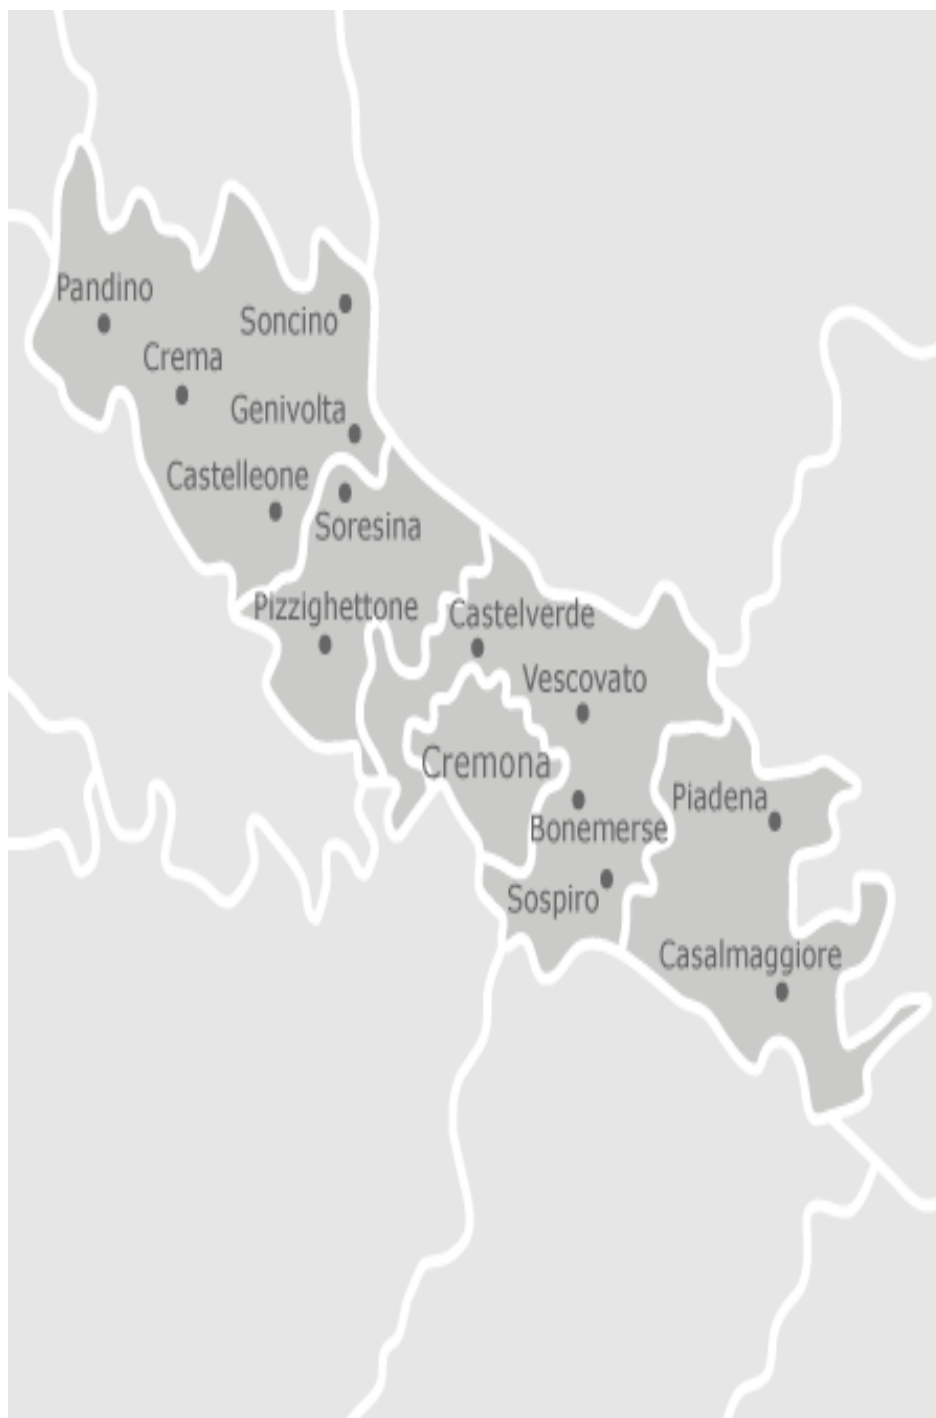 Pandino
Soncino
Crema
Genivolta
Castelleone
Soresina
Pizzighettone
Castelverde
Vescovato
Cremona
Piadena
Bonemerse
Sospiro
Casalmaggiore